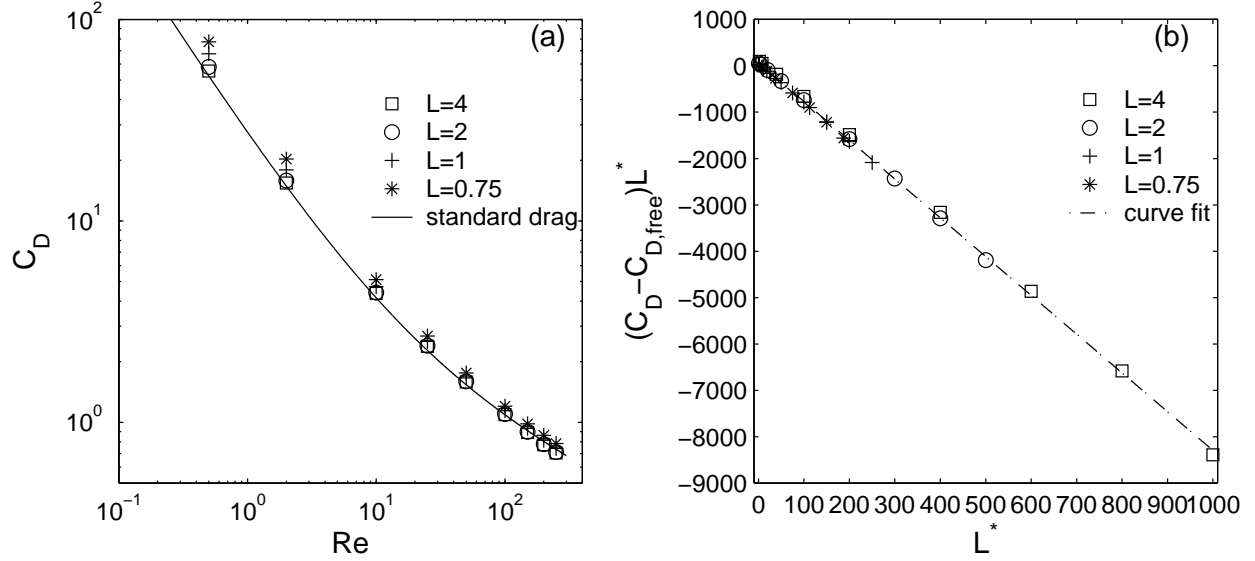 (a)
10²
10¹
10⁰
C_D
L=4
L=2
L=1
L=0.75
standard drag
10⁻¹
10⁰
10¹
10²
Re
(b)
1000
0
−1000
−2000
−3000
−4000
−5000
−6000
−7000
−8000
−9000
(C_D−C_D,free)L*
L=4
L=2
L=1
L=0.75
curve fit
0 100 200 300 400 500 600 700 800 900 1000
L*